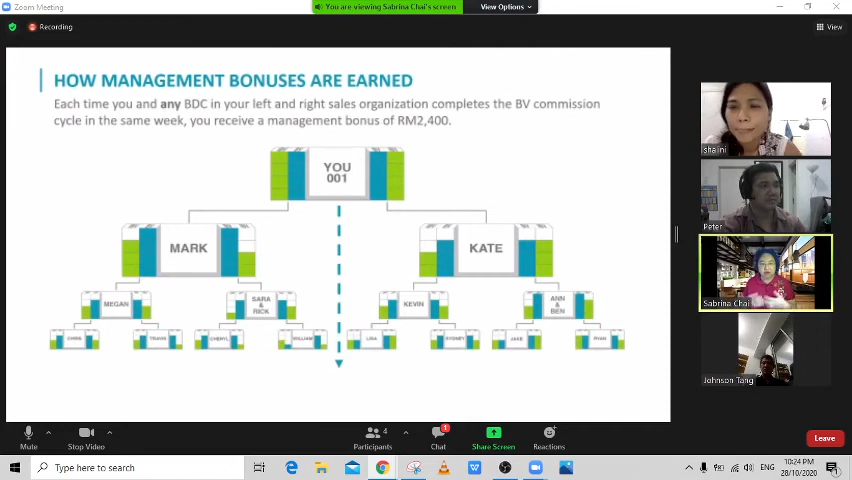 Zoom Meeting
You are viewing Sabrina Chai's screen
View Options
Recording
View
HOW MANAGEMENT BONUSES ARE EARNED
Each time you and any BDC in your left and right sales organization completes the BV commission
cycle in the same week, you receive a management bonus of RM2,400.
YOU
001
MARK
KATE
MEGAN
SARA
&
RICK
KEVIN
ANN
&
BEN
CHRIS
TRAVIS
CHERYL
WILLIAM
LISA
SYDNEY
JAKE
RYAN
shalini
Peter
Sabrina Chai
Johnson Tang
Mute
Stop Video
4
Participants
1
Chat
Share Screen
Reactions
Leave
Type here to search
ENG
10:24 PM
28/10/2020